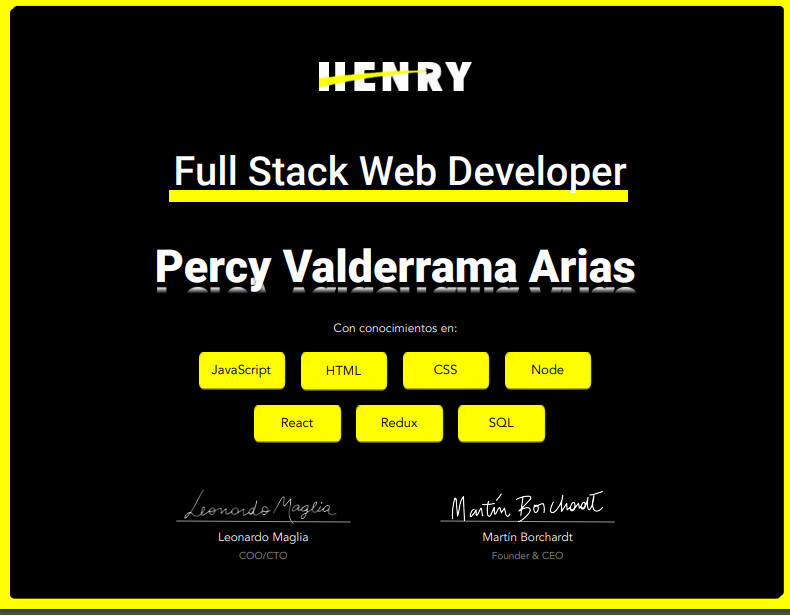 HENRY
Full Stack Web Developer
Percy Valderrama Arias
Con conocimientos en:
JavaScript HTML CSS Node
React Redux SQL
Leonardo Maglia Martín Borchardt
Leonardo Maglia Martín Borchardt
COO/CTO Founder & CEO